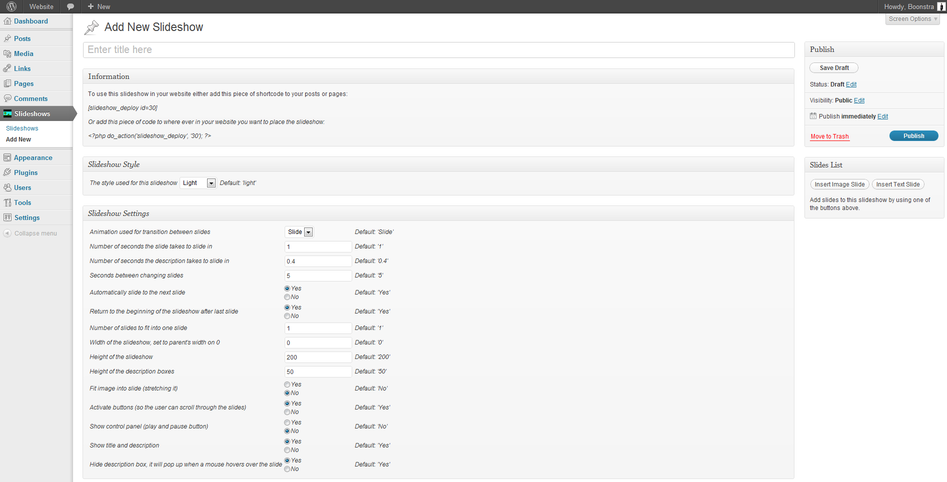 Website
New
Howdy, Boonstra
Screen Options
Dashboard
Posts
Media
Links
Pages
Comments
Slideshows
Slideshows
Add New
Appearance
Plugins
Users
Tools
Settings
Collapse menu
Add New Slideshow
Enter title here
Information
To use this slideshow in your website either add this piece of shortcode to your posts or pages:
[slideshow_deploy id=30]
Or add this piece of code to where ever in your website you want to place the slideshow:
<?php do_action('slideshow_deploy', '30'); ?>
Slideshow Style
The style used for this slideshow Light Default: 'light'
Slideshow Settings
Animation used for transition between slides Slide Default: 'Slide'
Number of seconds the slide takes to slide in 1 Default: '1'
Number of seconds the description takes to slide in 0.4 Default: '0.4'
Seconds between changing slides 5 Default: '5'
Automatically slide to the next slide Yes Default: 'Yes'
No
Return to the beginning of the slideshow after last slide Yes Default: 'Yes'
No
Number of slides to fit into one slide 1 Default: '1'
Width of the slideshow, set to parent's width on 0 0 Default: '0'
Height of the slideshow 200 Default: '200'
Height of the description boxes 50 Default: '50'
Fit image into slide (stretching it) Yes Default: 'No'
No
Activate buttons (so the user can scroll through the slides) Yes Default: 'Yes'
No
Show control panel (play and pause button) Yes Default: 'No'
No
Show title and description Yes Default: 'Yes'
No
Hide description box, it will pop up when a mouse hovers over the slide Yes Default: 'Yes'
No
Publish
Save Draft
Status: Draft Edit
Visibility: Public Edit
Publish immediately Edit
Move to Trash Publish
Slides List
Insert Image Slide Insert Text Slide
Add slides to this slideshow by using one of
the buttons above.